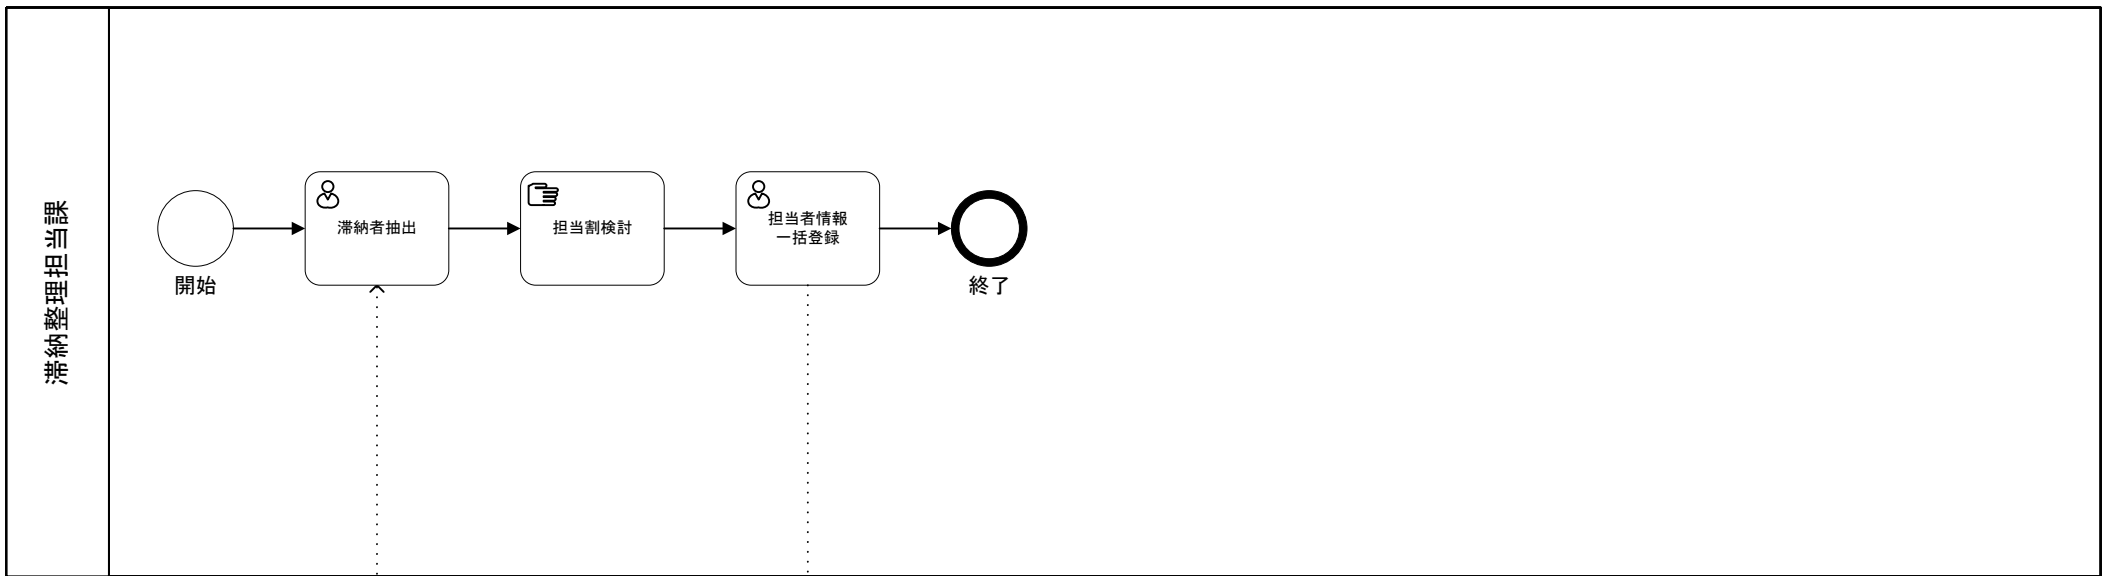 滞納整理担当課
開始
滞納者抽出
担当割検討
担当者情報
一括登録
終了